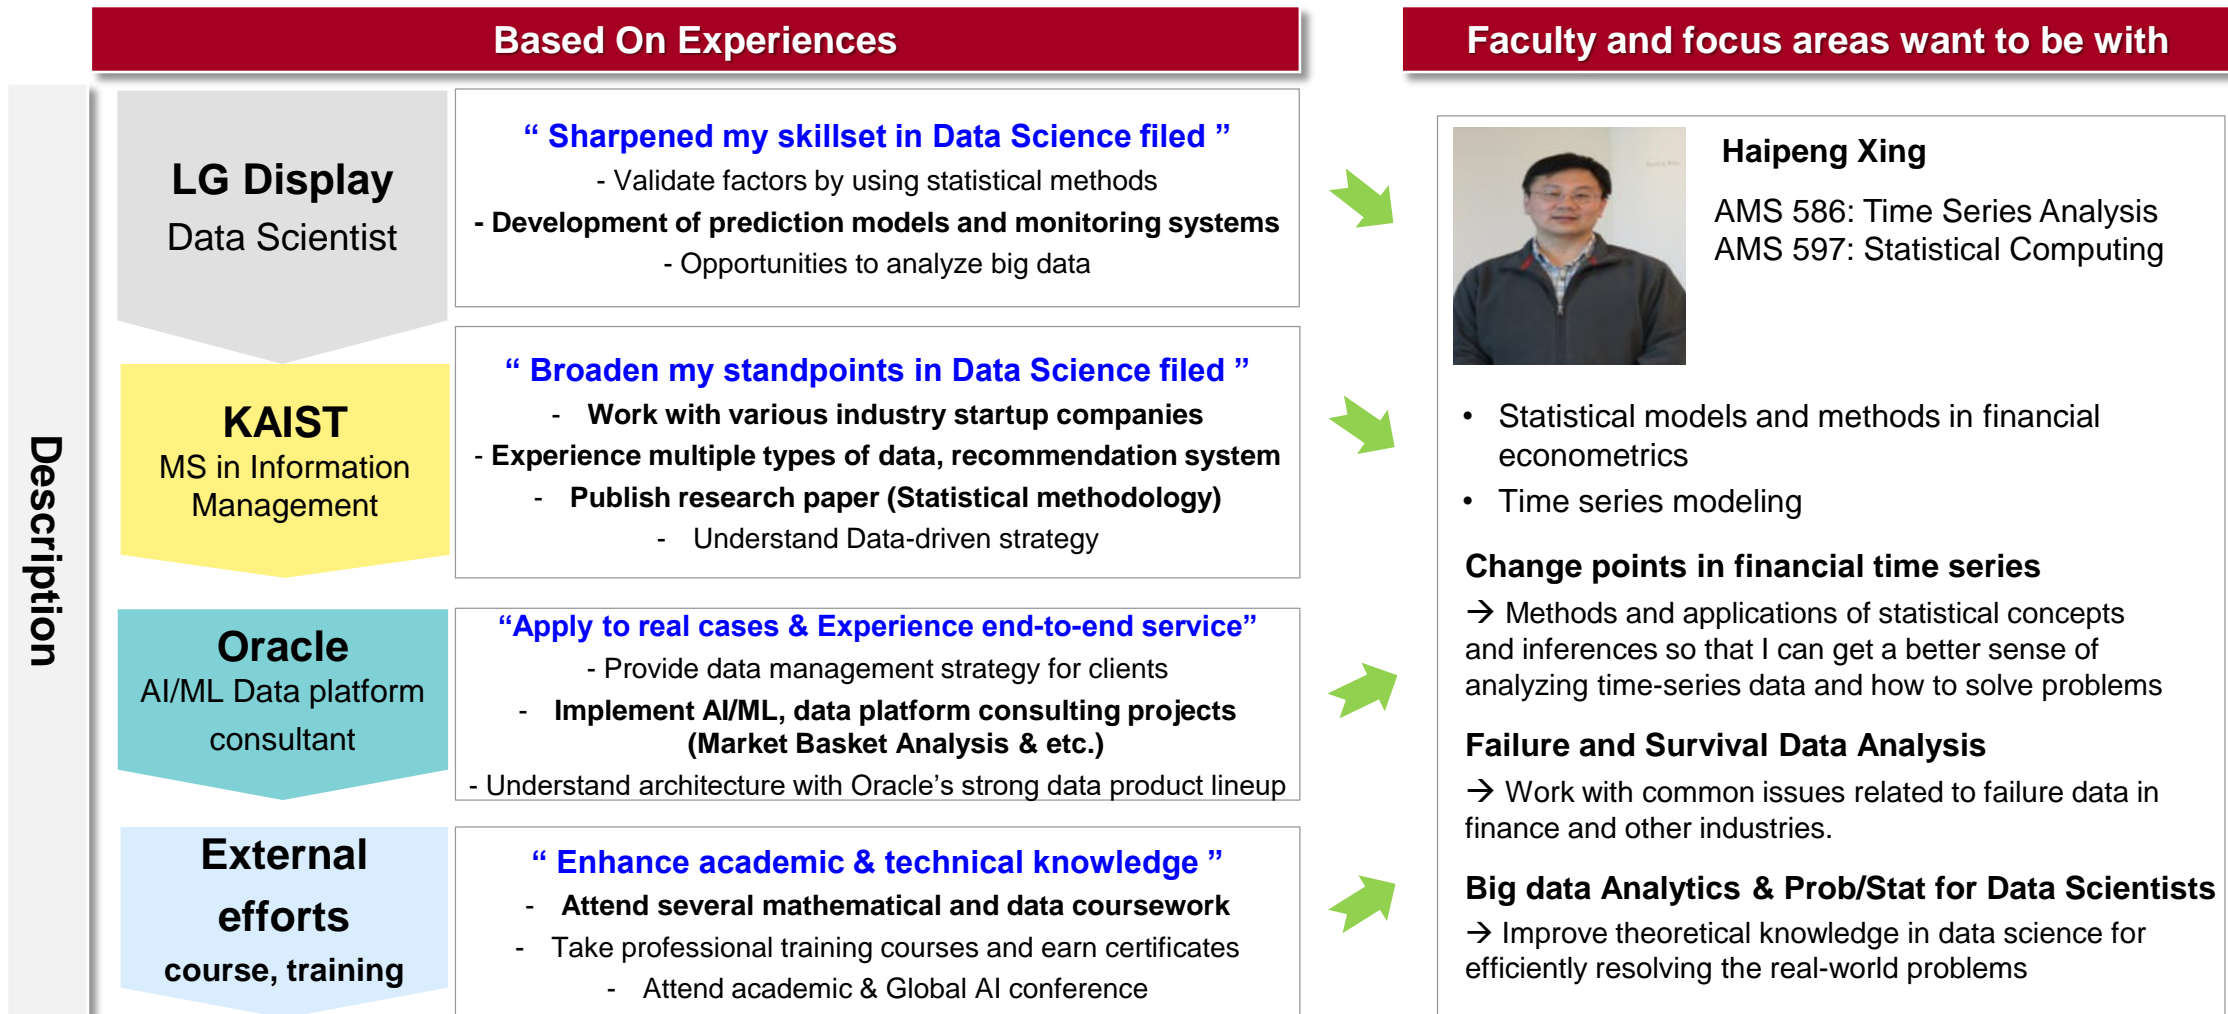 Based On Experiences
Faculty and focus areas want to be with
Description
LG Display
Data Scientist
“ Sharpened my skillset in Data Science filed ”
- Validate factors by using statistical methods
- Development of prediction models and monitoring systems
- Opportunities to analyze big data
KAIST
MS in Information
Management
“ Broaden my standpoints in Data Science filed ”
- Work with various industry startup companies
- Experience multiple types of data, recommendation system
- Publish research paper (Statistical methodology)
- Understand Data-driven strategy
Oracle
AI/ML Data platform
consultant
“Apply to real cases & Experience end-to-end service”
- Provide data management strategy for clients
- Implement AI/ML, data platform consulting projects
(Market Basket Analysis & etc.)
- Understand architecture with Oracle’s strong data product lineup
External
efforts
course, training
“ Enhance academic & technical knowledge ”
- Attend several mathematical and data coursework
- Take professional training courses and earn certificates
- Attend academic & Global AI conference
Haipeng Xing
AMS 586: Time Series Analysis
AMS 597: Statistical Computing
• Statistical models and methods in financial
econometrics
• Time series modeling
Change points in financial time series
→ Methods and applications of statistical concepts
and inferences so that I can get a better sense of
analyzing time-series data and how to solve problems
Failure and Survival Data Analysis
→ Work with common issues related to failure data in
finance and other industries.
Big data Analytics & Prob/Stat for Data Scientists
→ Improve theoretical knowledge in data science for
efficiently resolving the real-world problems